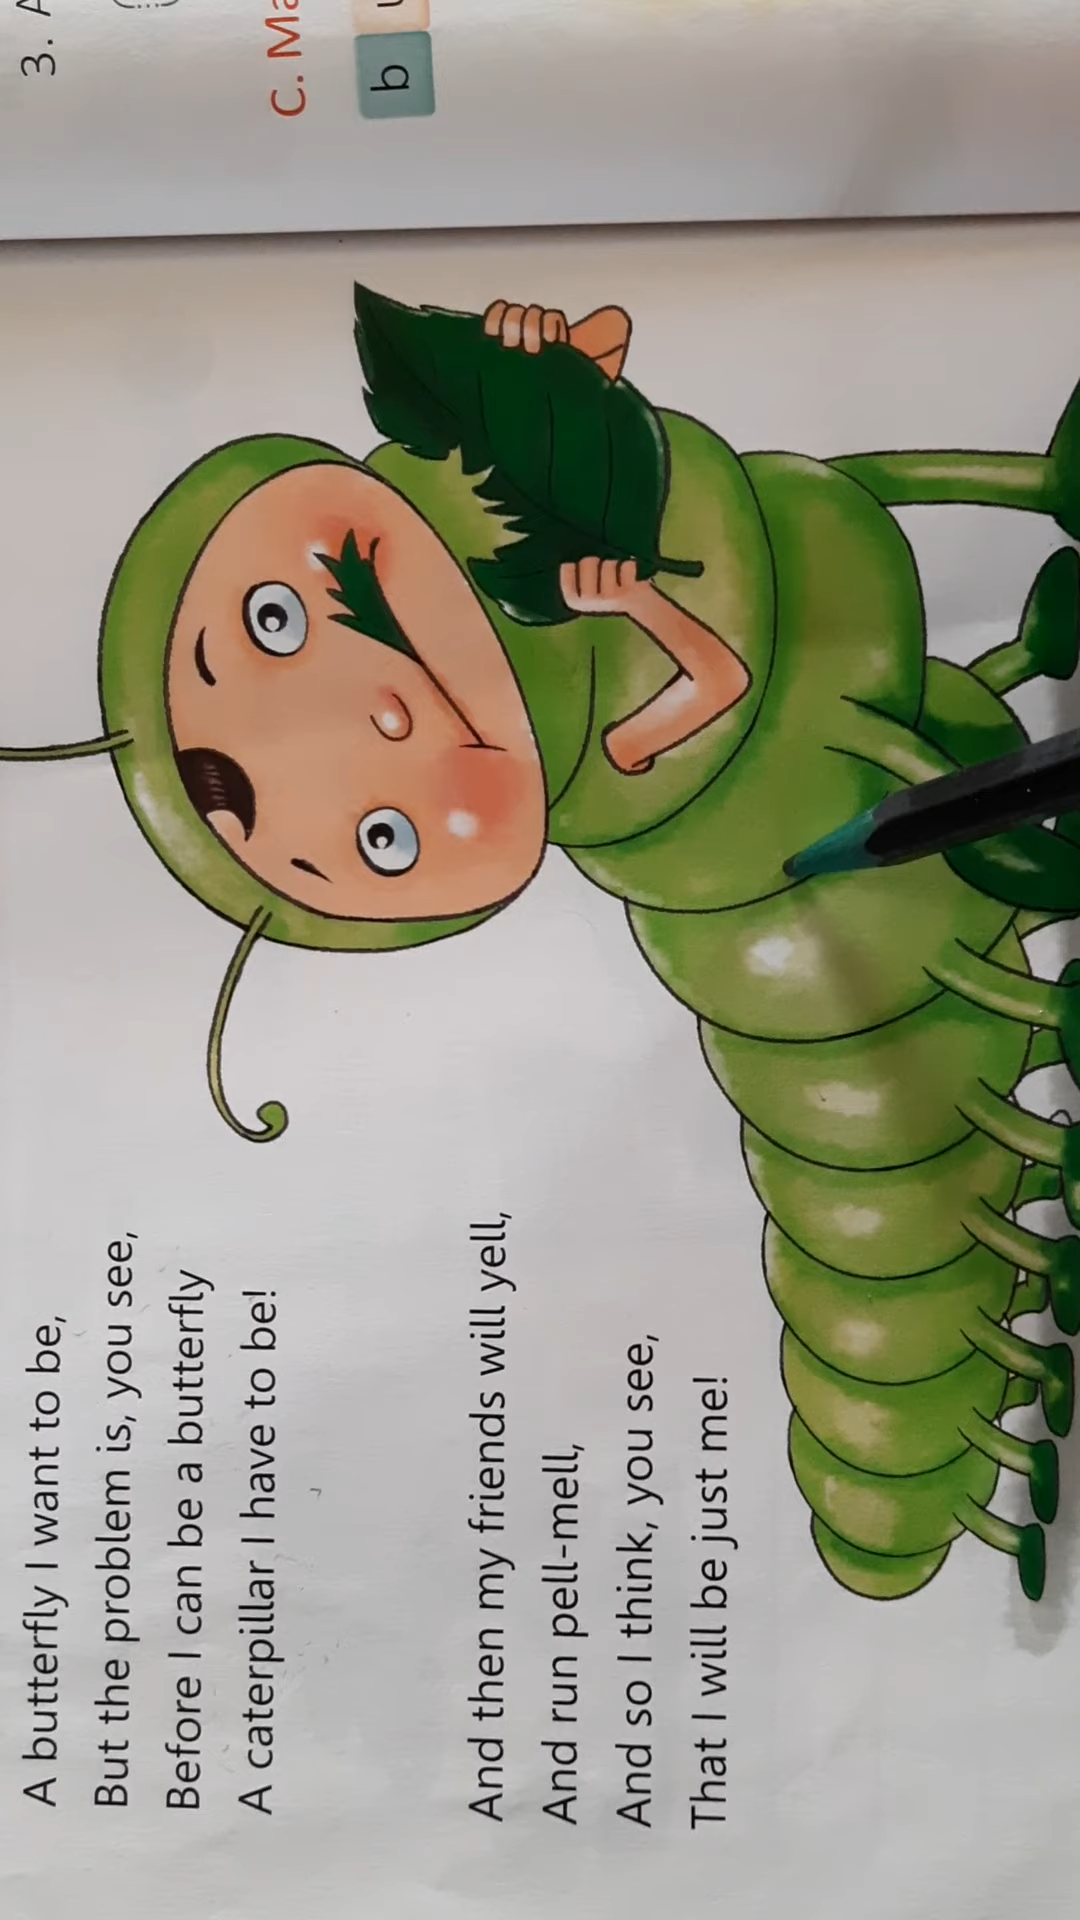 A butterfly I want to be,
But the problem is, you see,
Before I can be a butterfly
A caterpillar I have to be!
And then my friends will yell,
And run pell-mell,
And so I think, you see,
That I will be just me!
3. A
C. Ma
b